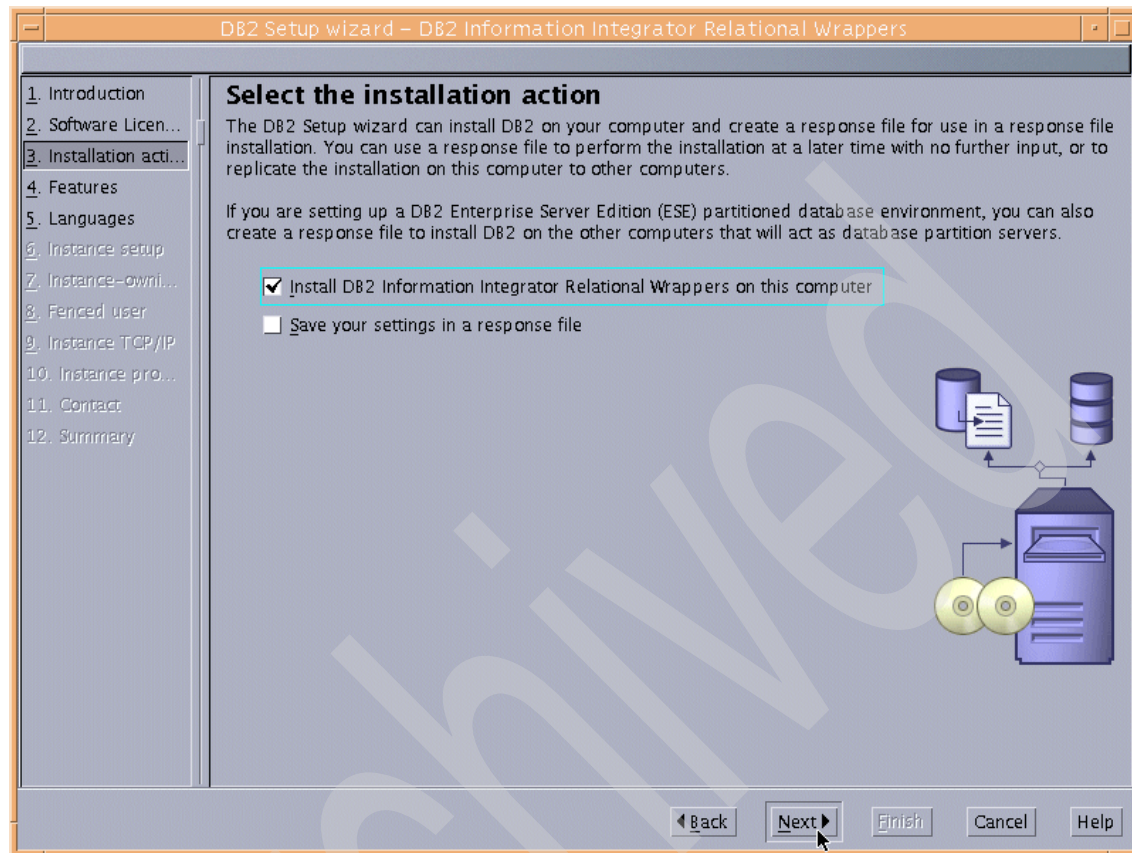 DB2 Setup wizard – DB2 Information Integrator Relational Wrappers
1. Introduction
2. Software Licen...
3. Installation acti...
4. Features
5. Languages
6. Instance setup
7. Instance-owni...
8. Fenced user
9. Instance TCP/IP
10. Instance pro...
11. Contact
12. Summary
Select the installation action
The DB2 Setup wizard can install DB2 on your computer and create a response file for use in a response file
installation. You can use a response file to perform the installation at a later time with no further input, or to
replicate the installation on this computer to other computers.
If you are setting up a DB2 Enterprise Server Edition (ESE) partitioned database environment, you can also
create a response file to install DB2 on the other computers that will act as database partition servers.
Install DB2 Information Integrator Relational Wrappers on this computer
Save your settings in a response file
Back Next Finish Cancel Help
hived